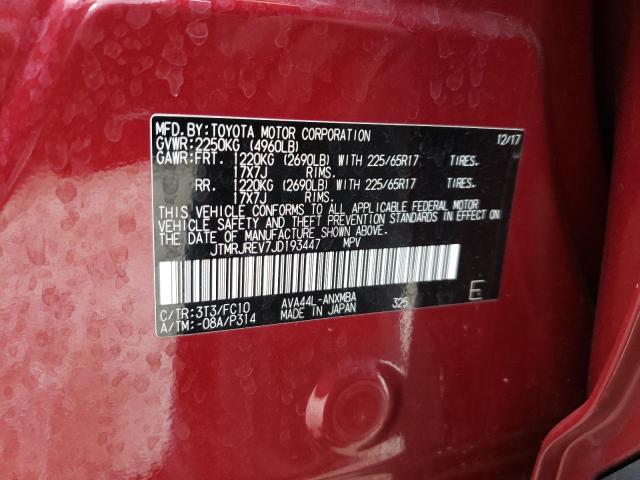 MFD. BY: TOYOTA MOTOR CORPORATION 12/17
GVWR: 2250KG (4960LB)
GAWR: FRT. 1220KG (2690LB) WITH 225/65R17 TIRES.
17X7J RIMS.
RR. 1220KG (2690LB) WITH 225/65R17 TIRES.
17X7J RIMS.
THIS VEHICLE CONFORMS TO ALL APPLICABLE FEDERAL MOTOR
VEHICLE SAFETY AND THEFT PREVENTION STANDARDS IN EFFECT
ON THE DATE OF MANUFACTURE SHOWN ABOVE.
JTMRJREV7JD193447 MPV
C/TR: 3T3/FC10 AVA44L-ANXMBA 325 E
A/TM: -08A/P314 MADE IN JAPAN